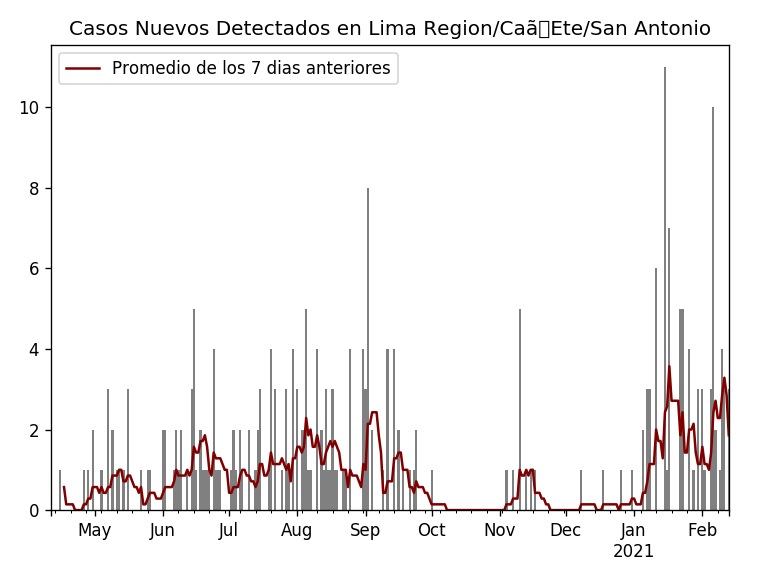 Casos Nuevos Detectados en Lima Region/Caã▯Ete/San Antonio
Promedio de los 7 dias anteriores
10
8
6
4
2
0
May Jun Jul Aug Sep Oct Nov Dec Jan Feb
2021